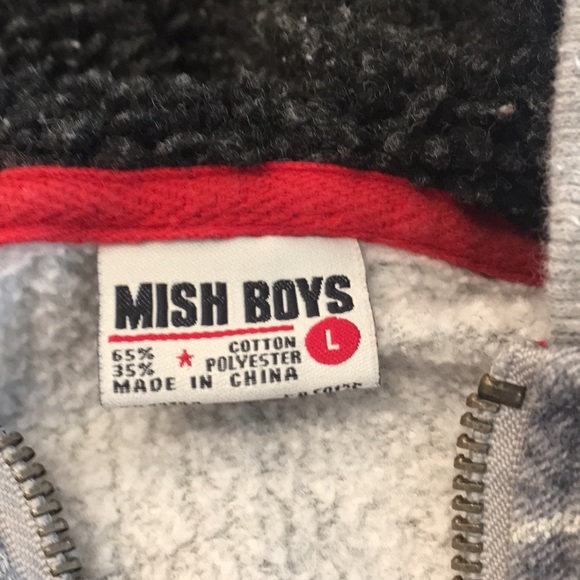 MISH BOYS
L
65% COTTON
35% POLYESTER
MADE IN CHINA